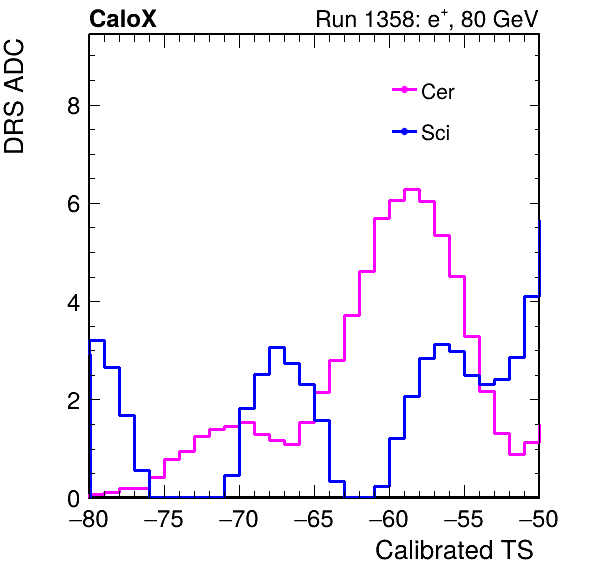 CaloX Run 1358: e⁺, 80 GeV
DRS ADC
Cer
Sci
8
6
4
2
0
−80 −75 −70 −65 −60 −55 −50
Calibrated TS